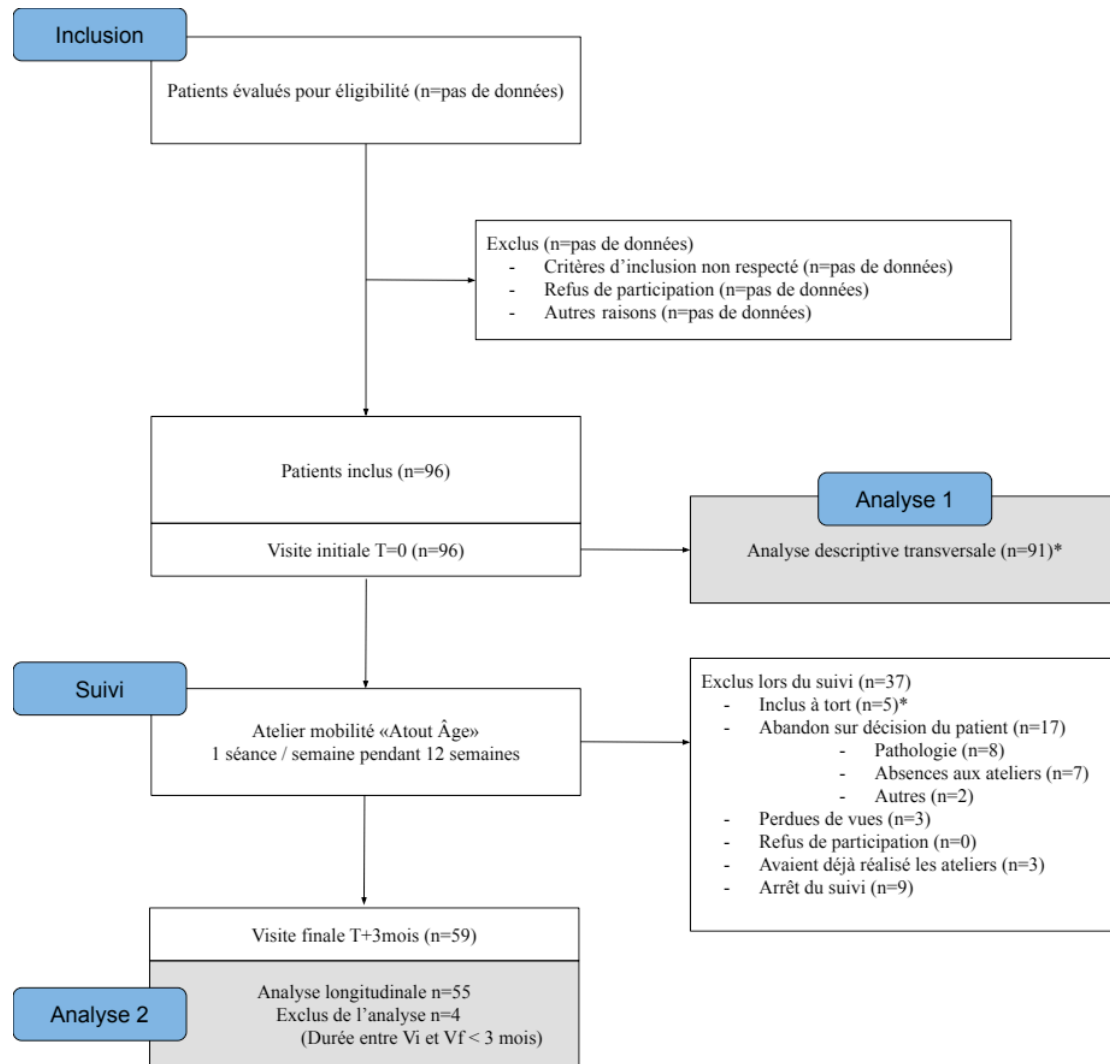 Inclusion
Patients évalués pour éligibilité (n=pas de données)
Exclus (n=pas de données)
- Critères d'inclusion non respecté (n=pas de données)
- Refus de participation (n=pas de données)
- Autres raisons (n=pas de données)
Patients inclus (n=96)
Visite initiale T=0 (n=96)
Analyse 1
Analyse descriptive transversale (n=91)*
Suivi
Atelier mobilité «Atout Âge»
1 séance / semaine pendant 12 semaines
Exclus lors du suivi (n=37)
- Inclus à tort (n=5)*
- Abandon sur décision du patient (n=17)
- Pathologie (n=8)
- Absences aux ateliers (n=7)
- Autres (n=2)
- Perdues de vues (n=3)
- Refus de participation (n=0)
- Avaient déjà réalisé les ateliers (n=3)
- Arrêt du suivi (n=9)
Visite finale T+3mois (n=59)
Analyse 2
Analyse longitudinale n=55
Exclus de l'analyse n=4
(Durée entre Vi et Vf < 3 mois)